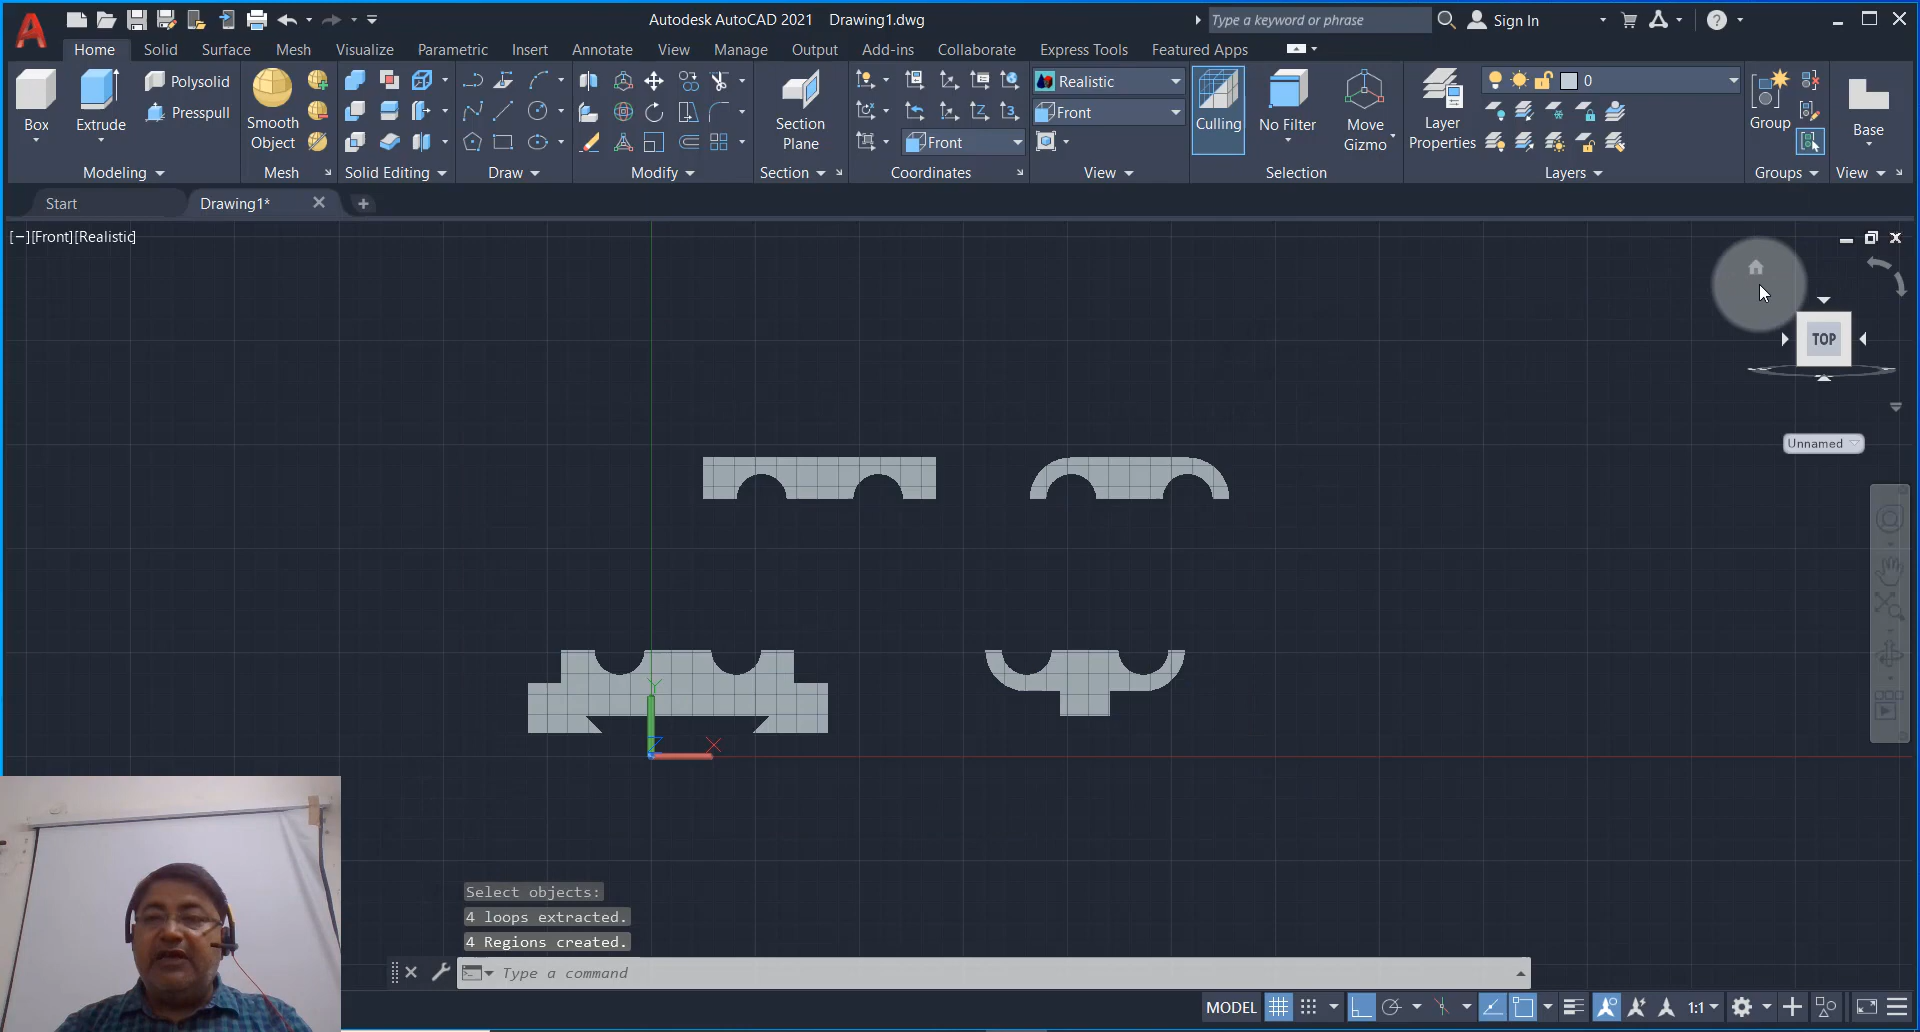 Autodesk AutoCAD 2021 Drawing1.dwg
Type a keyword or phrase
Sign In
Home Solid Surface Mesh Visualize Parametric Insert Annotate View Manage Output Add-ins Collaborate Express Tools Featured Apps
Box
Extrude
Polysolid
Presspull
Smooth
Object
Section
Plane
Realistic
Front
Front
Culling
No Filter
Move
Gizmo
Layer
Properties
0
Group
Base
Modeling Mesh Solid Editing Draw Modify Section Coordinates View Selection Layers Groups View
Start
Drawing1*
[−][Front][Realistic]
TOP
Unnamed
Y
Z
X
Select objects:
4 loops extracted.
4 Regions created.
Type a command
MODEL
1:1